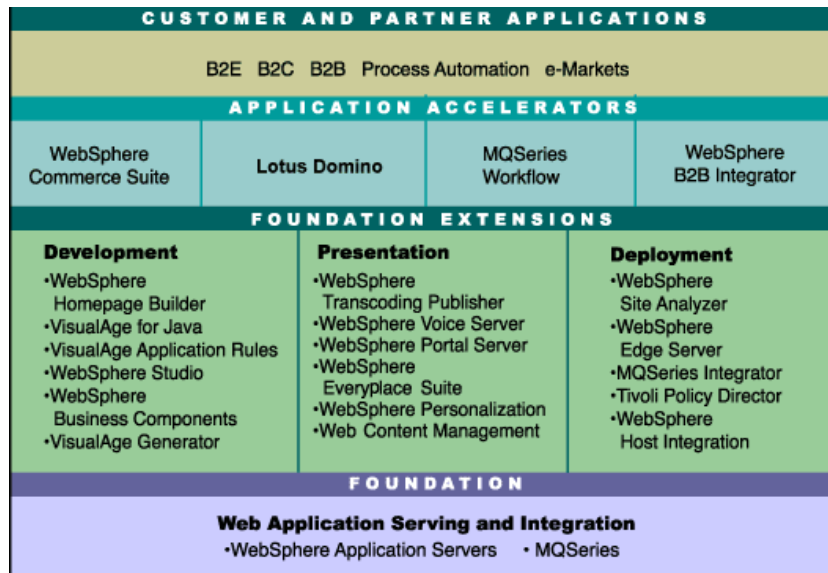 CUSTOMER AND PARTNER APPLICATIONS
B2E B2C B2B Process Automation e-Markets
APPLICATION ACCELERATORS
WebSphere
Commerce Suite
Lotus Domino
MQSeries
Workflow
WebSphere
B2B Integrator
FOUNDATION EXTENSIONS
Development
•WebSphere
Homepage Builder
•VisualAge for Java
•VisualAge Application Rules
•WebSphere Studio
•WebSphere
Business Components
•VisualAge Generator
Presentation
•WebSphere
Transcoding Publisher
•WebSphere Voice Server
•WebSphere Portal Server
•WebSphere
Everyplace Suite
•WebSphere Personalization
•Web Content Management
Deployment
•WebSphere
Site Analyzer
•WebSphere
Edge Server
•MQSeries Integrator
•Tivoli Policy Director
•WebSphere
Host Integration
FOUNDATION
Web Application Serving and Integration
•WebSphere Application Servers • MQSeries